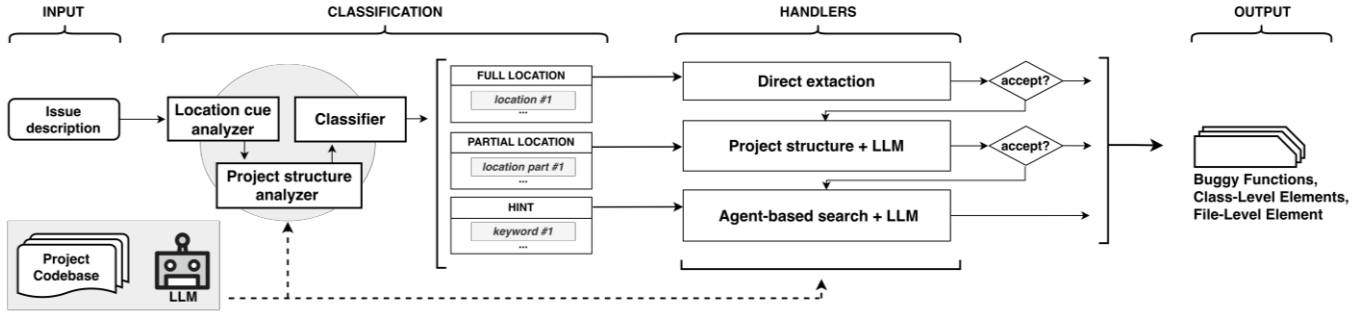 INPUT
CLASSIFICATION
HANDLERS
OUTPUT
Issue
description
Location cue
analyzer
Classifier
Project structure
analyzer
FULL LOCATION
location #1
...
PARTIAL LOCATION
location part #1
...
HINT
keyword #1
...
Direct extaction
accept?
Project structure + LLM
accept?
Agent-based search + LLM
Buggy Functions,
Class-Level Elements,
File-Level Element
Project
Codebase
LLM